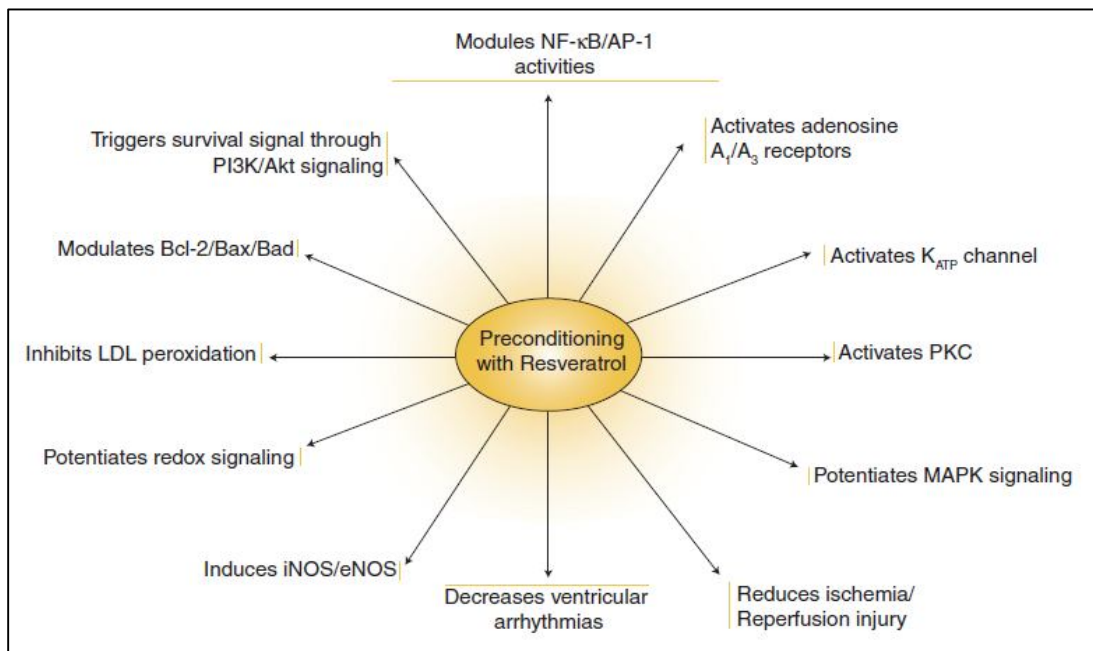 Modules NF-κB/AP-1
activities
Triggers survival signal through
PI3K/Akt signaling
Activates adenosine
A₁/A₃ receptors
Modulates Bcl-2/Bax/Bad
Activates K_ATP channel
Preconditioning
with Resveratrol
Inhibits LDL peroxidation
Activates PKC
Potentiates redox signaling
Potentiates MAPK signaling
Induces iNOS/eNOS
Decreases ventricular
arrhythmias
Reduces ischemia/
Reperfusion injury